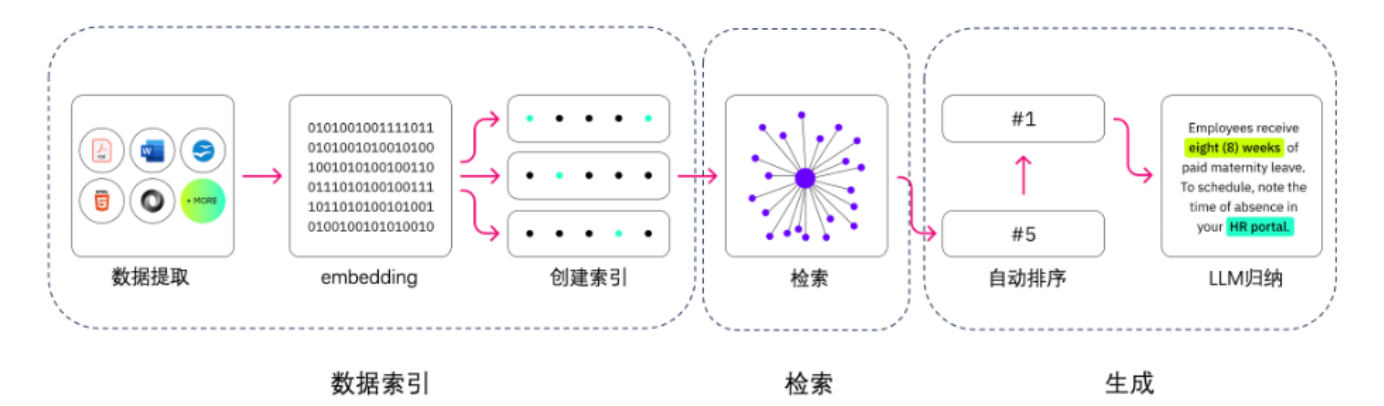 PDF
W
HTML
5
+ MORE
数据提取
0101001001111011
0101001010010100
1001010100100110
0111010100100111
1011010100101001
0100100101010010
embedding
创建索引
检索
#1
#5
自动排序
Employees receive
eight (8) weeks of
paid maternity leave.
To schedule, note the
time of absence in
your HR portal.
LLM归纳
数据索引
检索
生成